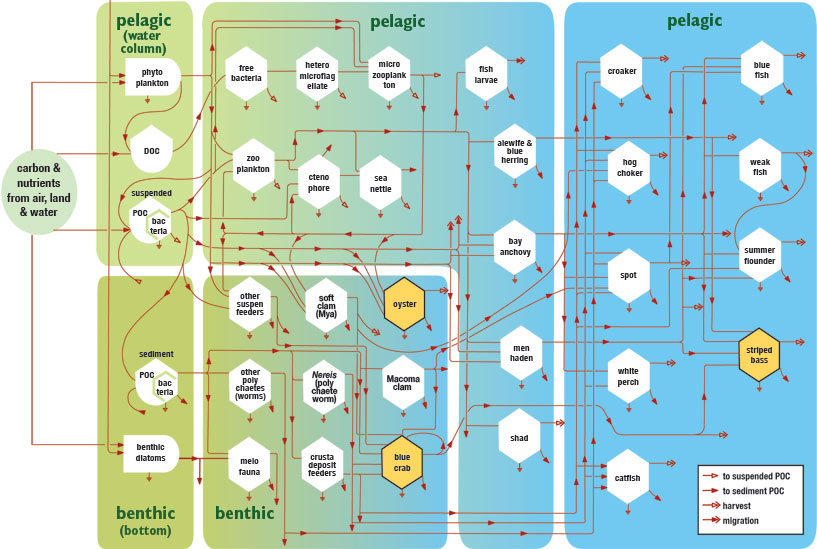 pelagic
(water
column)
pelagic
pelagic
phyto
plankton
free
bacteria
hetero
microflag
ellate
micro
zooplank
ton
fish
larvae
croaker
blue
fish
DOC
zoo
plankton
cteno
phore
sea
nettle
alewife &
blue
herring
hog
choker
weak
fish
carbon &
nutrients
from air, land
& water
suspended
POC
bac
teria
bay
anchovy
spot
summer
flounder
other
suspen
feeders
soft
clam
(Mya)
oyster
men
haden
striped
bass
sediment
POC
bac
teria
other
poly
chaetes
(worms)
Nereis
(poly
chaete
worm)
Macoma
clam
white
perch
benthic
diatoms
meio
fauna
crusta
deposit
feeders
blue
crab
shad
catfish
benthic
(bottom)
benthic
to suspended POC
to sediment POC
harvest
migration